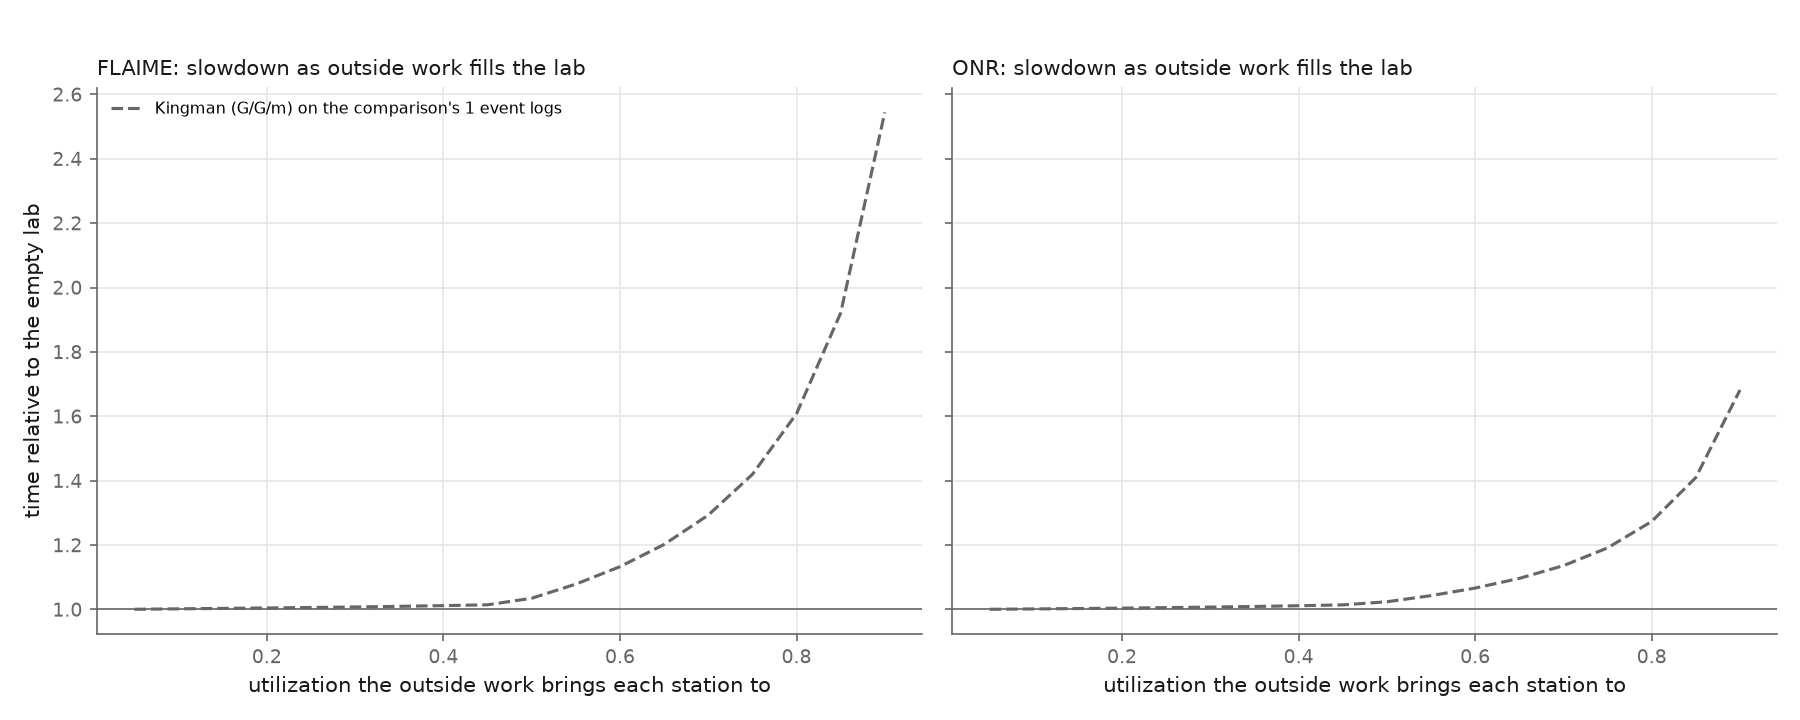 FLAIME: slowdown as outside work fills the lab
Kingman (G/G/m) on the comparison's 1 event logs
time relative to the empty lab
2.6
2.4
2.2
2.0
1.8
1.6
1.4
1.2
1.0
0.2 0.4 0.6 0.8
utilization the outside work brings each station to
ONR: slowdown as outside work fills the lab
0.2 0.4 0.6 0.8
utilization the outside work brings each station to